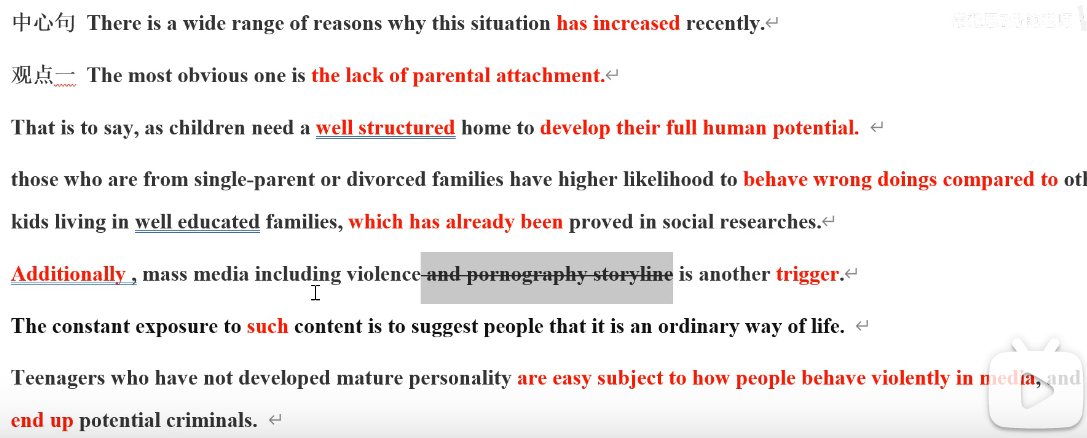 中心句 There is a wide range of reasons why this situation has increased recently.
观点一 The most obvious one is the lack of parental attachment.
That is to say, as children need a well structured home to develop their full human potential.
those who are from single-parent or divorced families have higher likelihood to behave wrong doings compared to
kids living in well educated families, which has already been proved in social researches.
Additionally , mass media including violence and pornography storyline is another trigger.
The constant exposure to such content is to suggest people that it is an ordinary way of life.
Teenagers who have not developed mature personality are easy subject to how people behave violently in media, and
end up potential criminals.